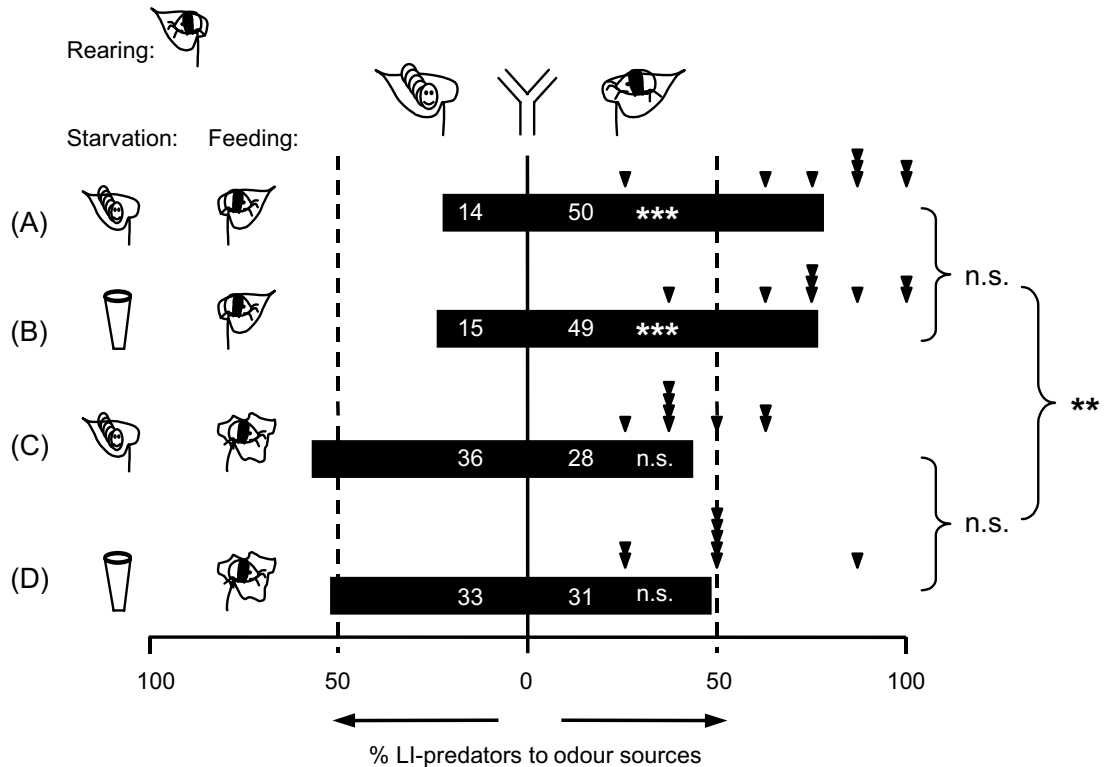 Rearing:
Starvation: Feeding:
(A) 14 50 *** n.s.
(B) 15 49 ***
**
(C) 36 28 n.s.
n.s.
(D) 33 31 n.s.
100 50 0 50 100
% LI-predators to odour sources